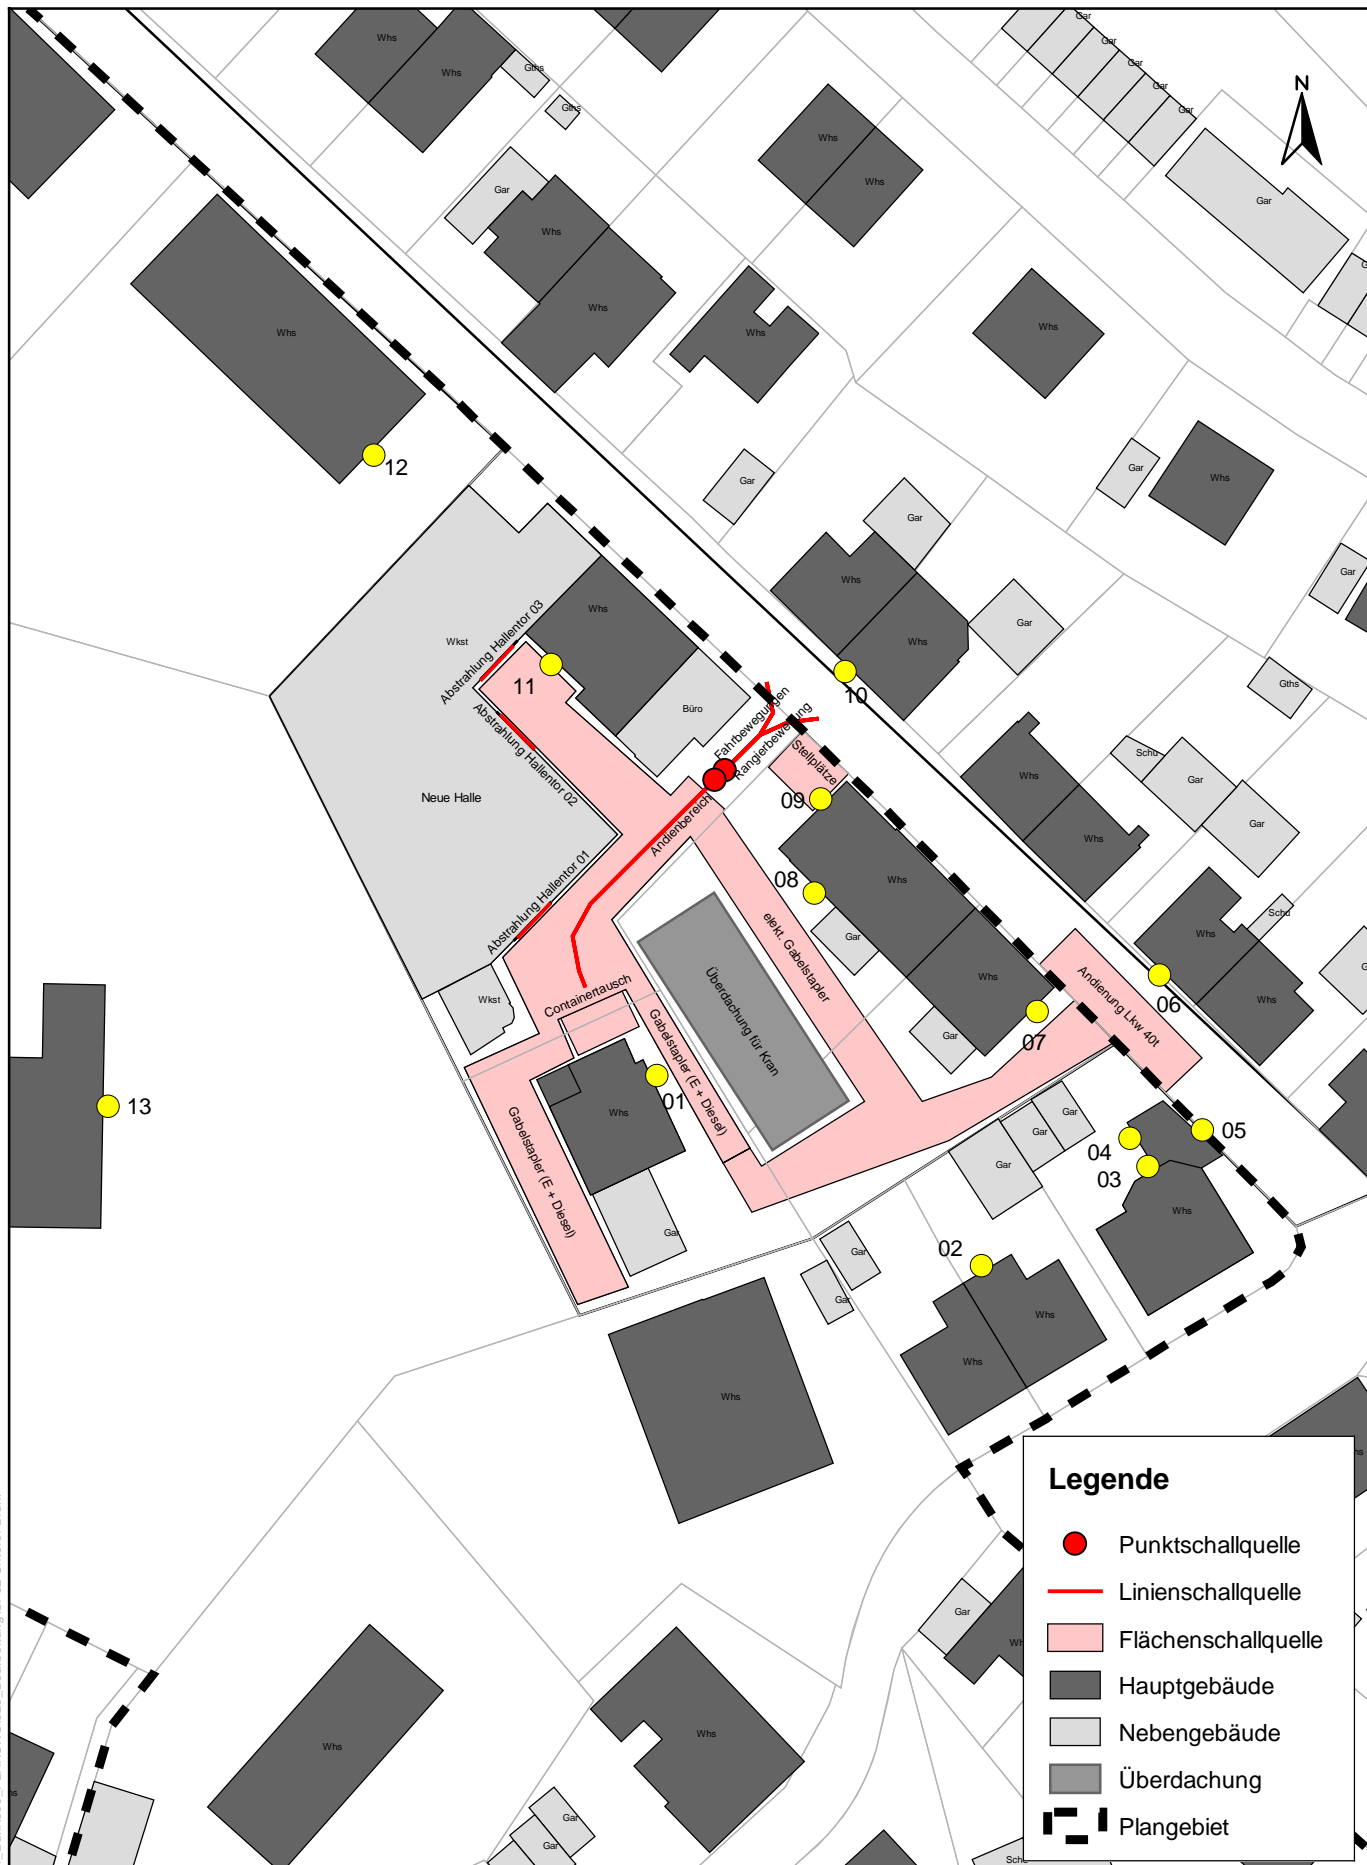 Gar
Whs
Gar
Whs
Gths
Gar
Gar
N
Gths
Gar
Whs
Gar
Whs
Gar
Whs
Whs
Whs
Whs
Whs
Whs
12
Gar
Gar
Whs
Gar
Whs
Gar
Whs
Wkst
Abstrahlung Hallentor 03
Whs
Gar
11
10
Gths
Büro
Fahrbewegungen
Rangierbewegung
Stellplätze
Abstrahlung Hallentor 02
Schu
Gar
Whs
Neue Halle
09
Andienbereich
Gar
Whs
Abstrahlung Hallentor 01
08
Whs
elekt. Gabelstapler
Gar
Whs
Schu
Wkst
Containertausch
Überdachung für Kran
Whs
Andienung Lkw 40t
06
Whs
07
Gar
Gabelstapler (E + Diesel)
01
13
Whs
Gabelstapler (E + Diesel)
Gar
Gar
Gar
04
05
03
Whs
Gar
02
Gar
Gar
Whs
Whs
Whs
Legende
Punktschallquelle
Linienschallquelle
Flächenschallquelle
Hauptgebäude
Nebengebäude
Überdachung
Plangebiet
Gar
Whs
Whs
Gar
Gar